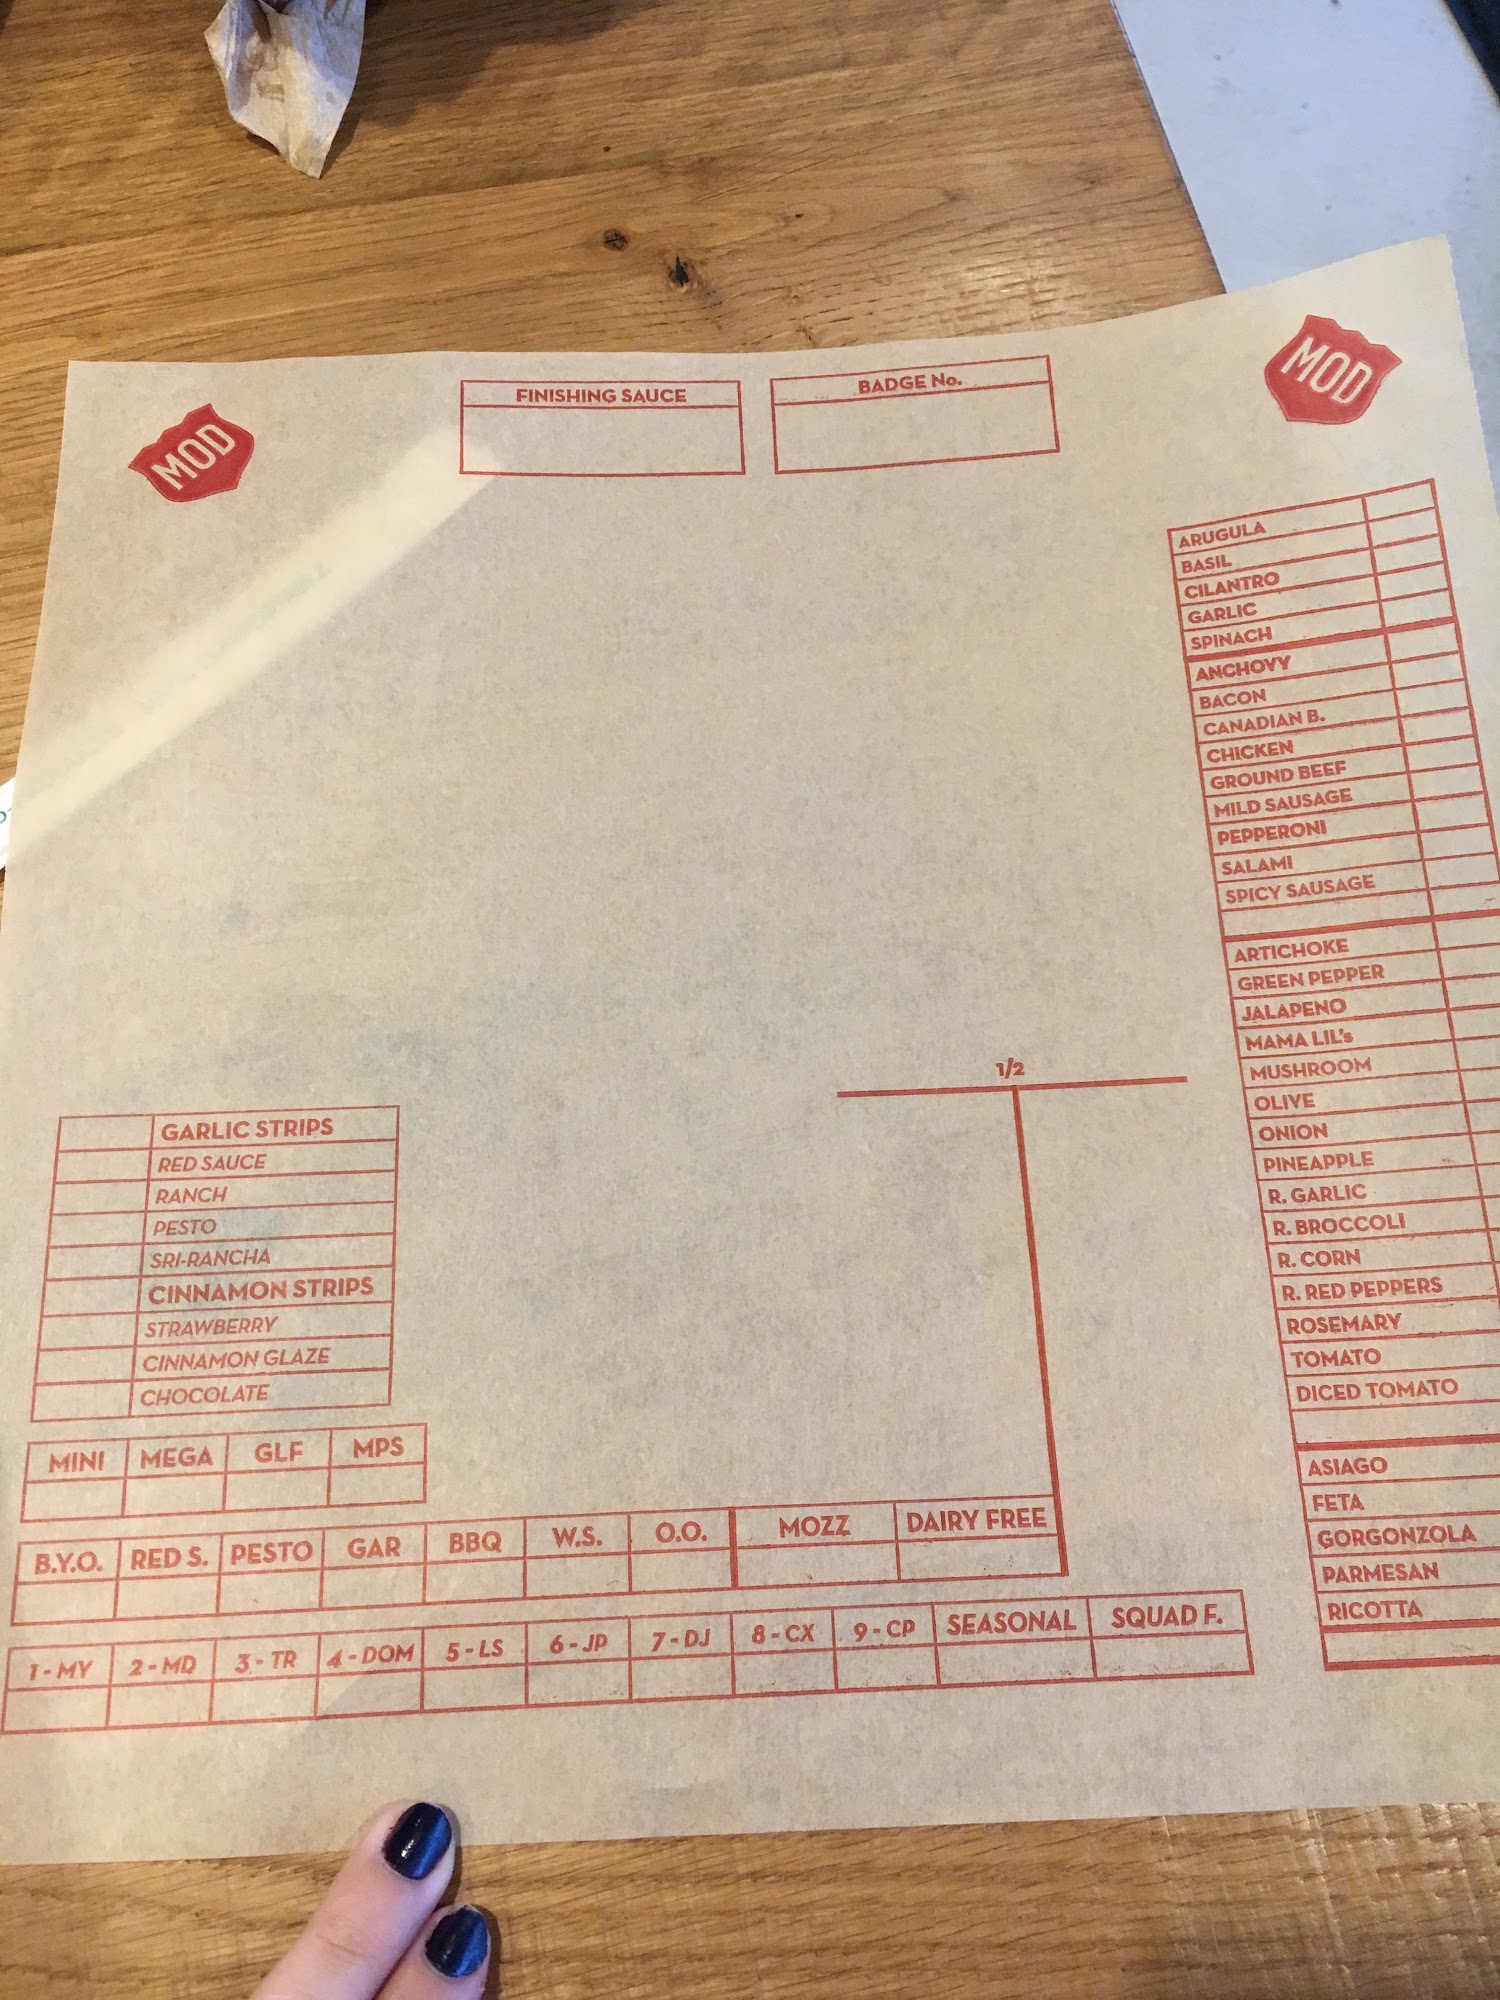 MOD
FINISHING SAUCE
BADGE No.
MOD
ARUGULA
BASIL
CILANTRO
GARLIC
SPINACH
ANCHOVY
BACON
CANADIAN B.
CHICKEN
GROUND BEEF
MILD SAUSAGE
PEPPERONI
SALAMI
SPICY SAUSAGE
ARTICHOKE
GREEN PEPPER
JALAPENO
MAMA LIL's
MUSHROOM
OLIVE
ONION
PINEAPPLE
R. GARLIC
R. BROCCOLI
R. CORN
R. RED PEPPERS
ROSEMARY
TOMATO
DICED TOMATO
ASIAGO
FETA
GORGONZOLA
PARMESAN
RICOTTA
1/2
GARLIC STRIPS
RED SAUCE
RANCH
PESTO
SRI-RANCHA
CINNAMON STRIPS
STRAWBERRY
CINNAMON GLAZE
CHOCOLATE
MINI MEGA GLF MPS
B.Y.O. RED S. PESTO GAR BBQ W.S. O.O. MOZZ DAIRY FREE
1 - MY 2 - MD 3 - TR 4 - DOM 5 - LS 6 - JP 7 - DJ 8 - CX 9 - CP SEASONAL SQUAD F.